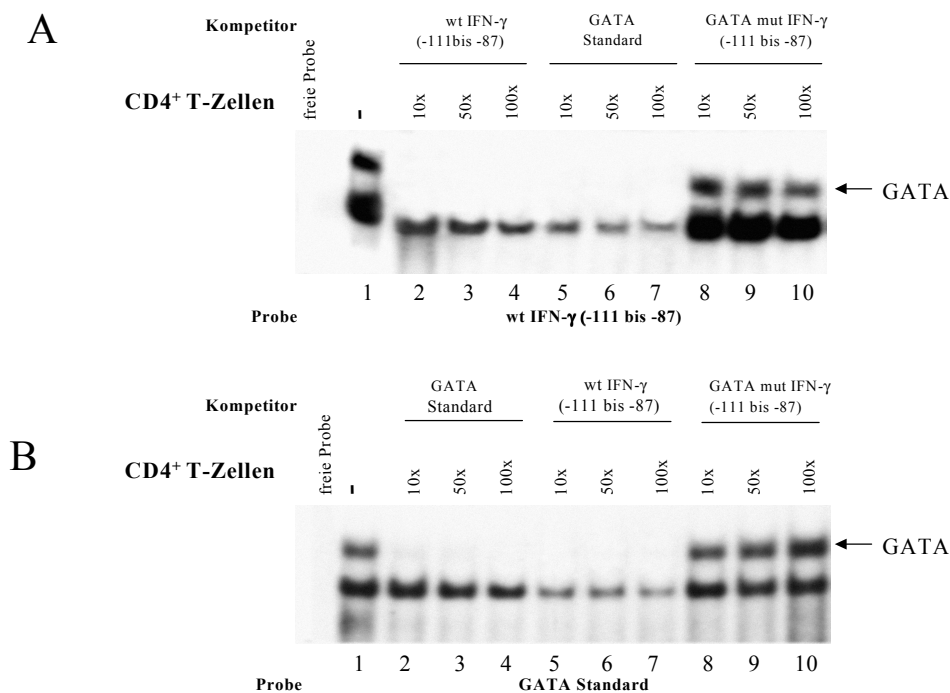 A
Kompetitor
wt IFN-γ
(-111bis -87)
GATA
Standard
GATA mut IFN-γ
(-111 bis -87)
freie Probe
CD4+ T-Zellen
-
10x
50x
100x
10x
50x
100x
10x
50x
100x
GATA
1 2 3 4 5 6 7 8 9 10
Probe
wt IFN-γ (-111 bis -87)
B
Kompetitor
GATA
Standard
wt IFN-γ
(-111 bis -87)
GATA mut IFN-γ
(-111 bis -87)
freie Probe
CD4+ T-Zellen
-
10x
50x
100x
10x
50x
100x
10x
50x
100x
GATA
1 2 3 4 5 6 7 8 9 10
Probe
GATA Standard